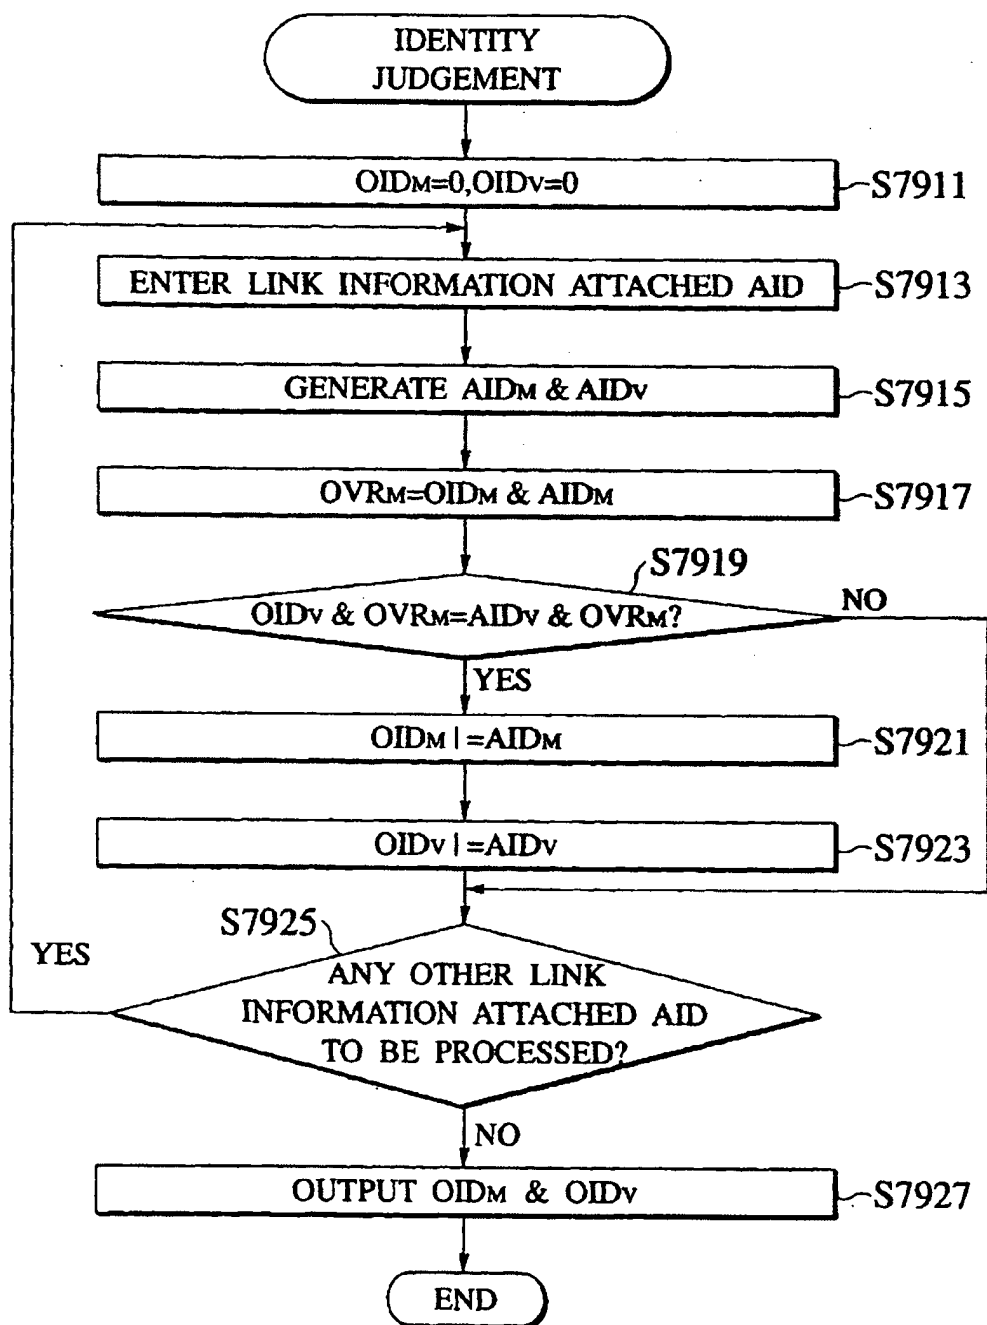 IDENTITY
JUDGEMENT
OIDM=0,OIDV=0
S7911
ENTER LINK INFORMATION ATTACHED AID
S7913
GENERATE AIDM & AIDV
S7915
OVRM=OIDM & AIDM
S7917
S7919
OIDV & OVRM=AIDV & OVRM?
NO
YES
OIDM |=AIDM
S7921
OIDV |=AIDV
S7923
S7925
YES
ANY OTHER LINK
INFORMATION ATTACHED AID
TO BE PROCESSED?
NO
OUTPUT OIDM & OIDV
S7927
END